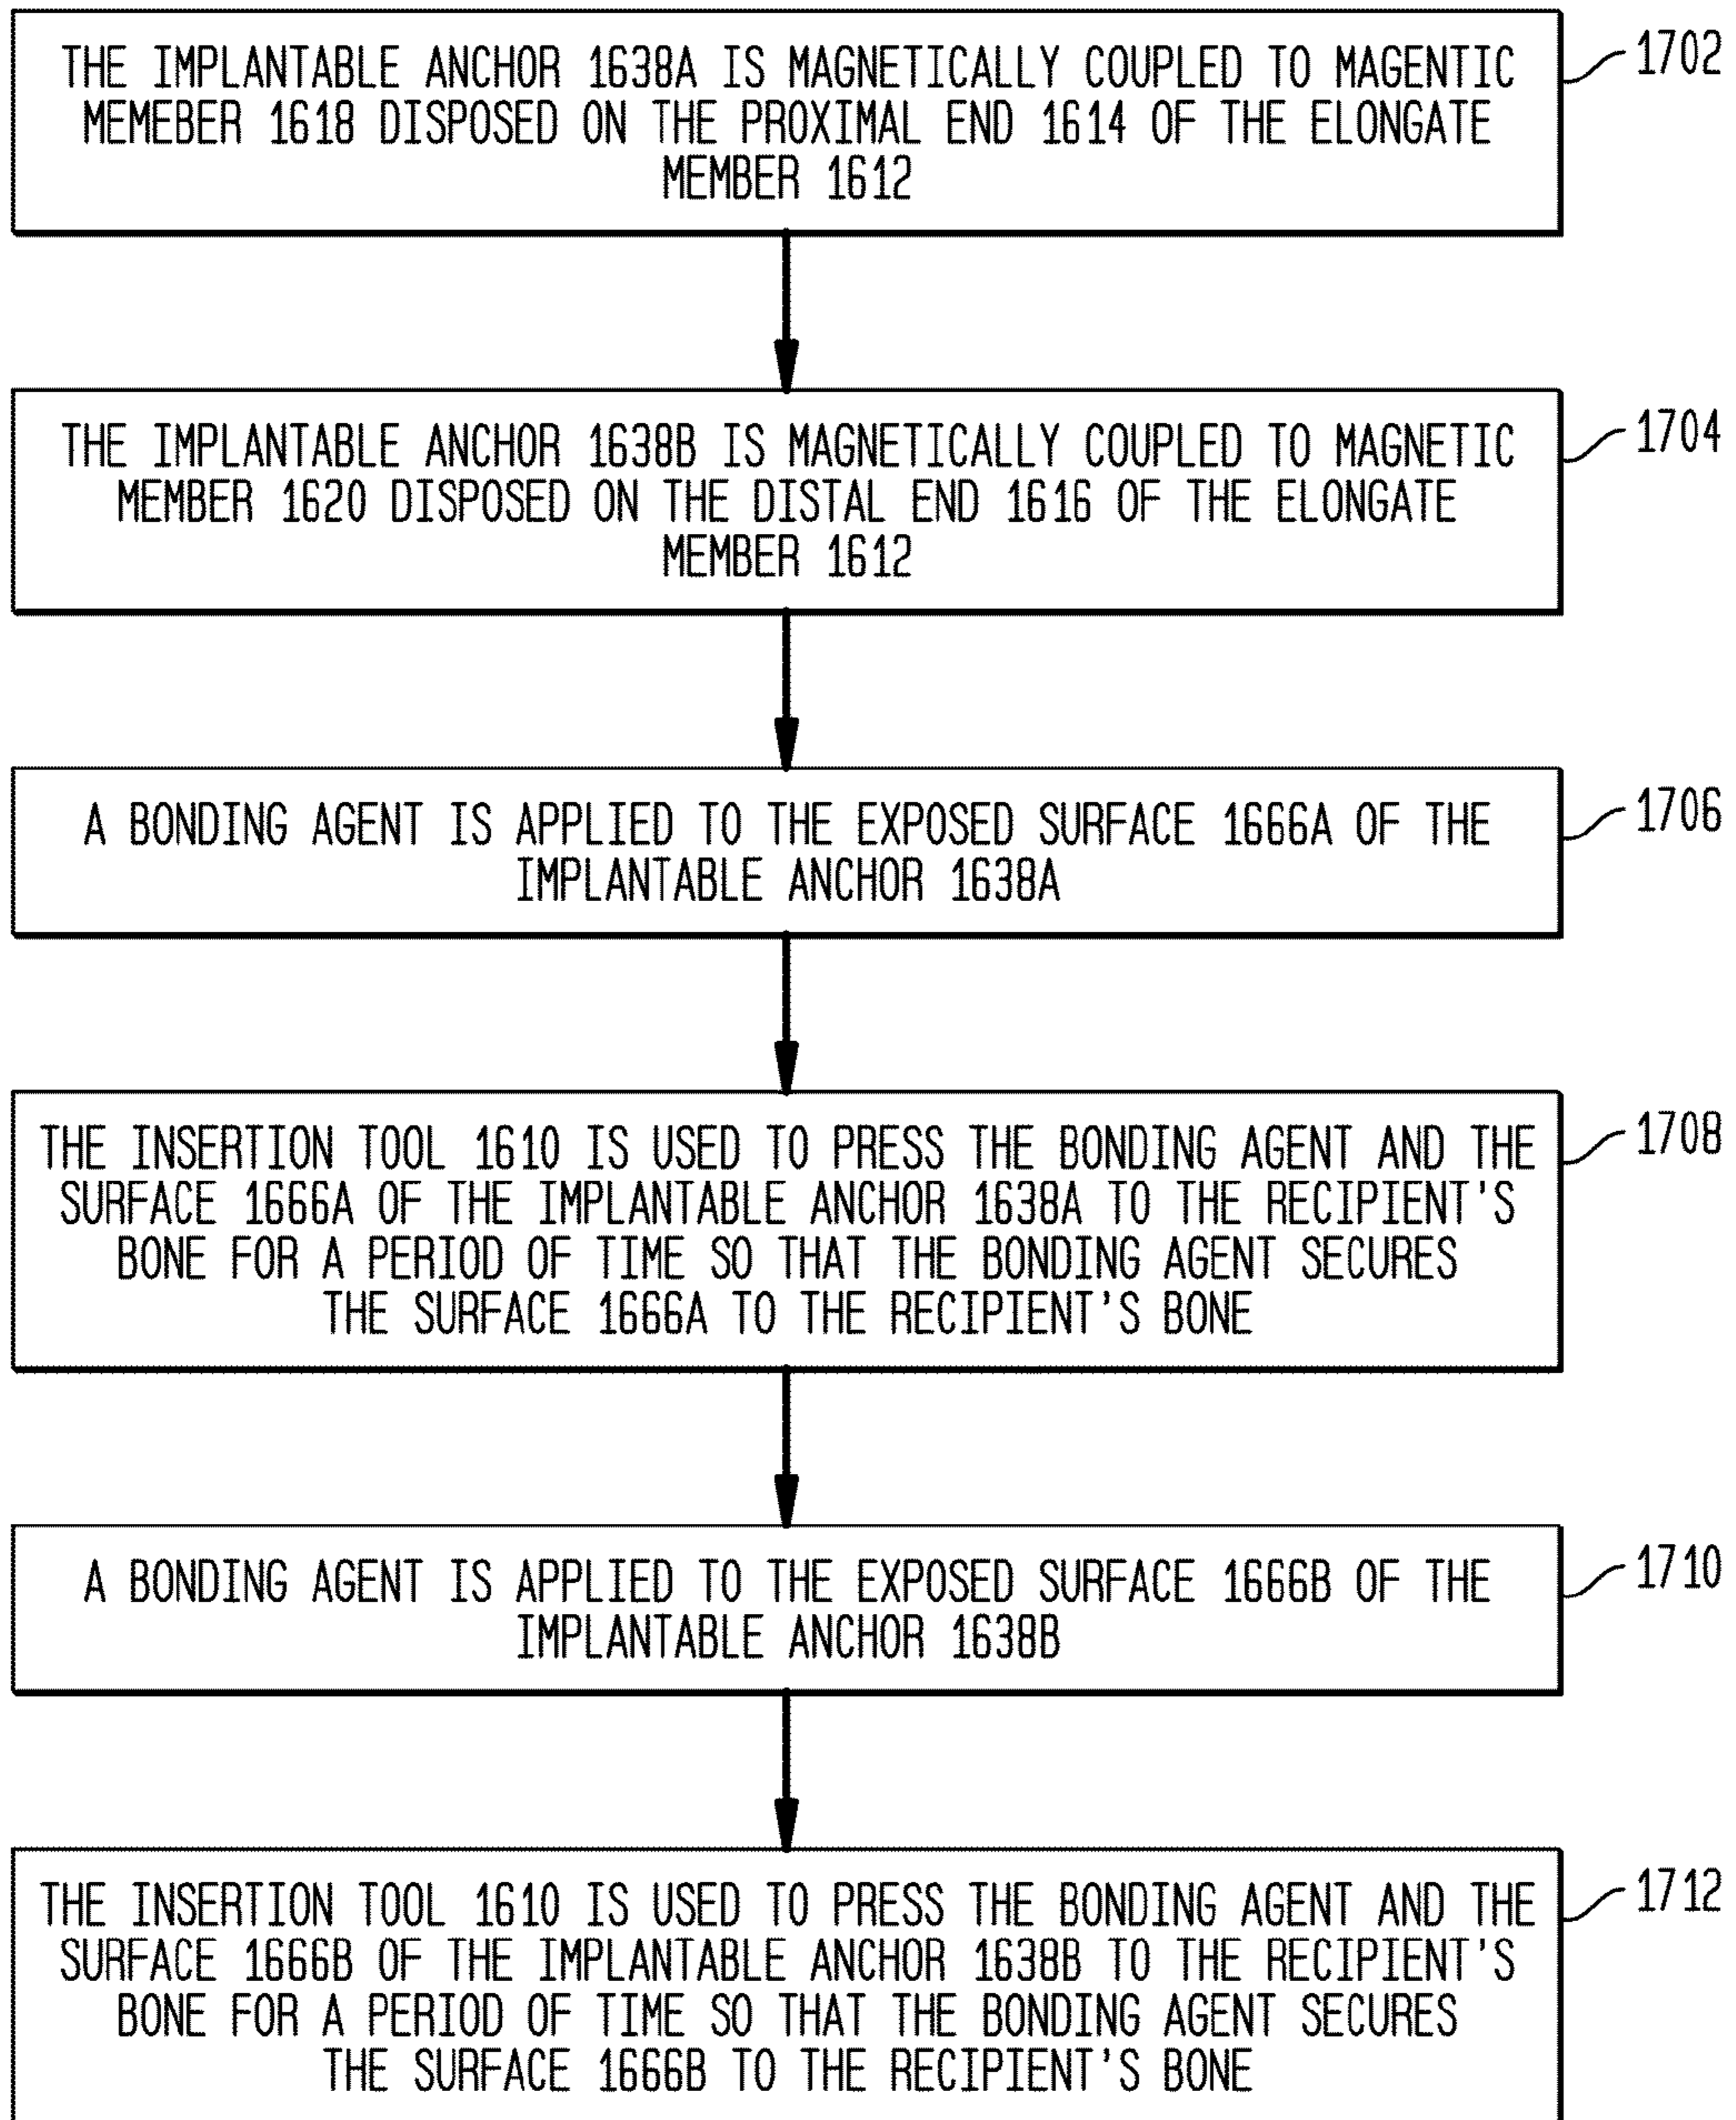 THE IMPLANTABLE ANCHOR 1638A IS MAGNETICALLY COUPLED TO MAGENTIC
MEMEBER 1618 DISPOSED ON THE PROXIMAL END 1614 OF THE ELONGATE
MEMBER 1612
1702
THE IMPLANTABLE ANCHOR 1638B IS MAGNETICALLY COUPLED TO MAGNETIC
MEMBER 1620 DISPOSED ON THE DISTAL END 1616 OF THE ELONGATE
MEMBER 1612
1704
A BONDING AGENT IS APPLIED TO THE EXPOSED SURFACE 1666A OF THE
IMPLANTABLE ANCHOR 1638A
1706
THE INSERTION TOOL 1610 IS USED TO PRESS THE BONDING AGENT AND THE
SURFACE 1666A OF THE IMPLANTABLE ANCHOR 1638A TO THE RECIPIENT'S
BONE FOR A PERIOD OF TIME SO THAT THE BONDING AGENT SECURES
THE SURFACE 1666A TO THE RECIPIENT'S BONE
1708
A BONDING AGENT IS APPLIED TO THE EXPOSED SURFACE 1666B OF THE
IMPLANTABLE ANCHOR 1638B
1710
THE INSERTION TOOL 1610 IS USED TO PRESS THE BONDING AGENT AND THE
SURFACE 1666B OF THE IMPLANTABLE ANCHOR 1638B TO THE RECIPIENT'S
BONE FOR A PERIOD OF TIME SO THAT THE BONDING AGENT SECURES
THE SURFACE 1666B TO THE RECIPIENT'S BONE
1712